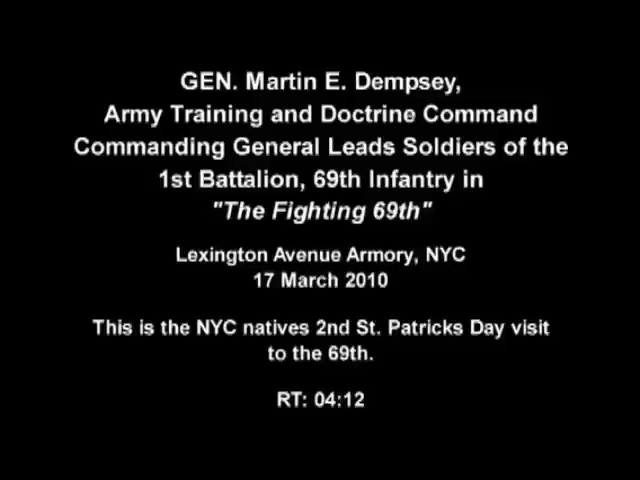 GEN. Martin E. Dempsey,
Army Training and Doctrine Command
Commanding General Leads Soldiers of the
1st Battalion, 69th Infantry in
"The Fighting 69th"
Lexington Avenue Armory, NYC
17 March 2010
This is the NYC natives 2nd St. Patricks Day visit
to the 69th.
RT: 04:12